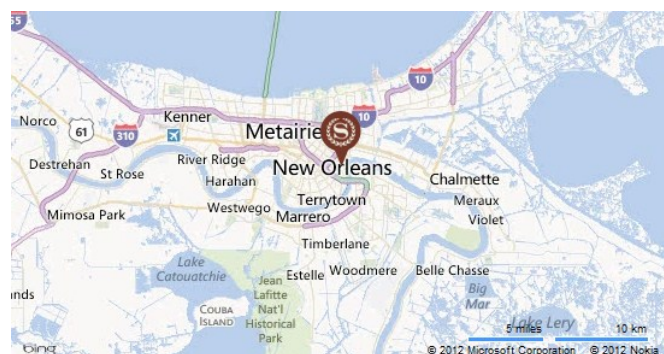 55
10
10
Norco
Kenner
61
310
Metairie
S
Destrehan
St Rose
River Ridge
Harahan
New Orleans
Chalmette
Mimosa Park
Westwego
Terrytown
Marrero
Meraux
Violet
Timberlane
Lake
Catouatchie
Estelle
Woodmere
Belle Chasse
Jean
Lafitte
Nat'l
Historical
Park
Big
Mar
nds
COUBA
ISLAND
Lake Lery
5 miles
10 km
bing
© 2012 Microsoft Corporation © 2012 Nokia